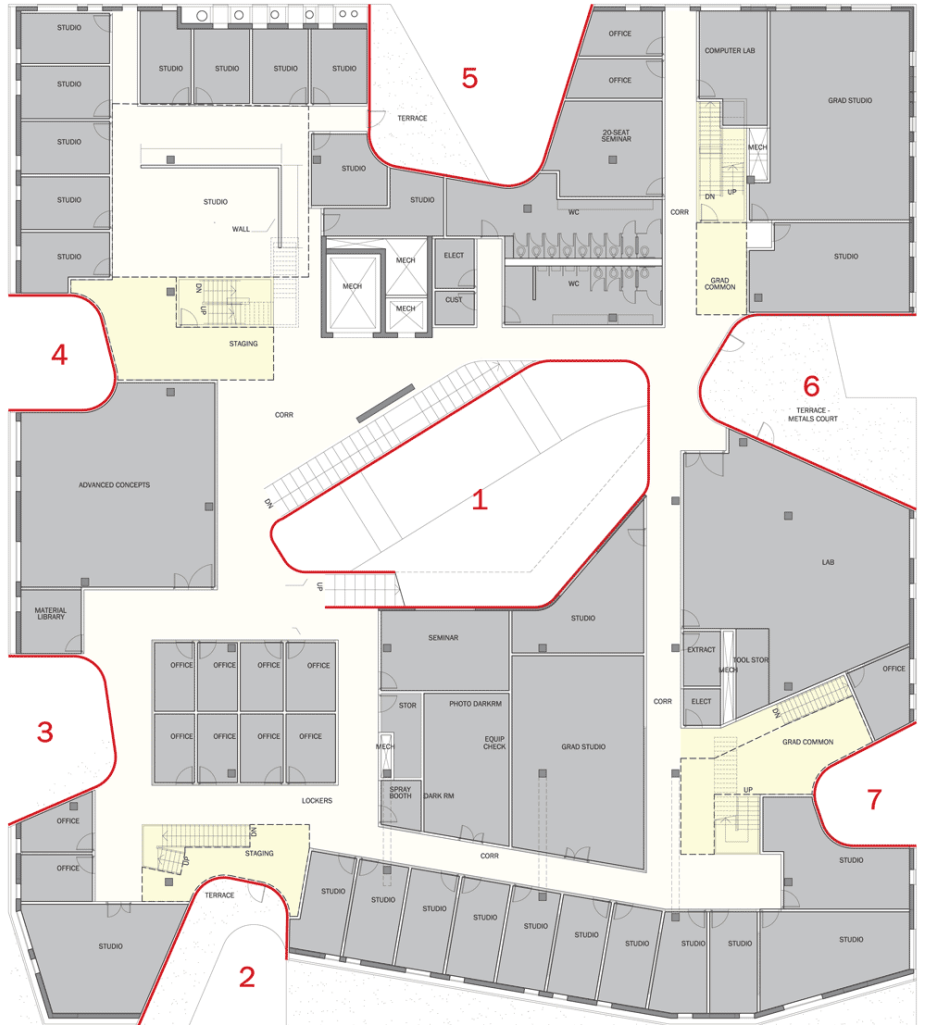 STUDIO
STUDIO
STUDIO
STUDIO
STUDIO
STUDIO
STUDIO
STUDIO
STUDIO
5
TERRACE
OFFICE
OFFICE
20-SEAT
SEMINAR
COMPUTER LAB
GRAD STUDIO
MECH
DN
UP
CORR
STUDIO
STUDIO
STUDIO
WALL
WC
WC
ELECT
CUST
MECH
MECH
MECH
GRAD
COMMON
STUDIO
DN
UP
STAGING
4
CORR
6
TERRACE -
METALS COURT
ADVANCED CONCEPTS
DN
1
UP
LAB
MATERIAL
LIBRARY
SEMINAR
STUDIO
EXTRACT
MECH
TOOL STOR
ELECT
OFFICE
OFFICE
OFFICE
OFFICE
OFFICE
OFFICE
OFFICE
OFFICE
OFFICE
3
STOR
PHOTO DARKRM
EQUIP
CHECK
MECH
GRAD STUDIO
CORR
DN
GRAD COMMON
UP
7
SPRAY
BOOTH
DARK RM
LOCKERS
OFFICE
OFFICE
DN
UP
STAGING
CORR
TERRACE
2
STUDIO
STUDIO
STUDIO
STUDIO
STUDIO
STUDIO
STUDIO
STUDIO
STUDIO
STUDIO
STUDIO
STUDIO